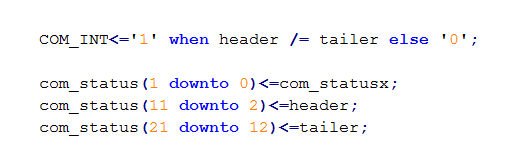 COM_INT<='1' when header /= tailer else '0';
com_status(1 downto 0)<=com_statusx;
com_status(11 downto 2)<=header;
com_status(21 downto 12)<=tailer;